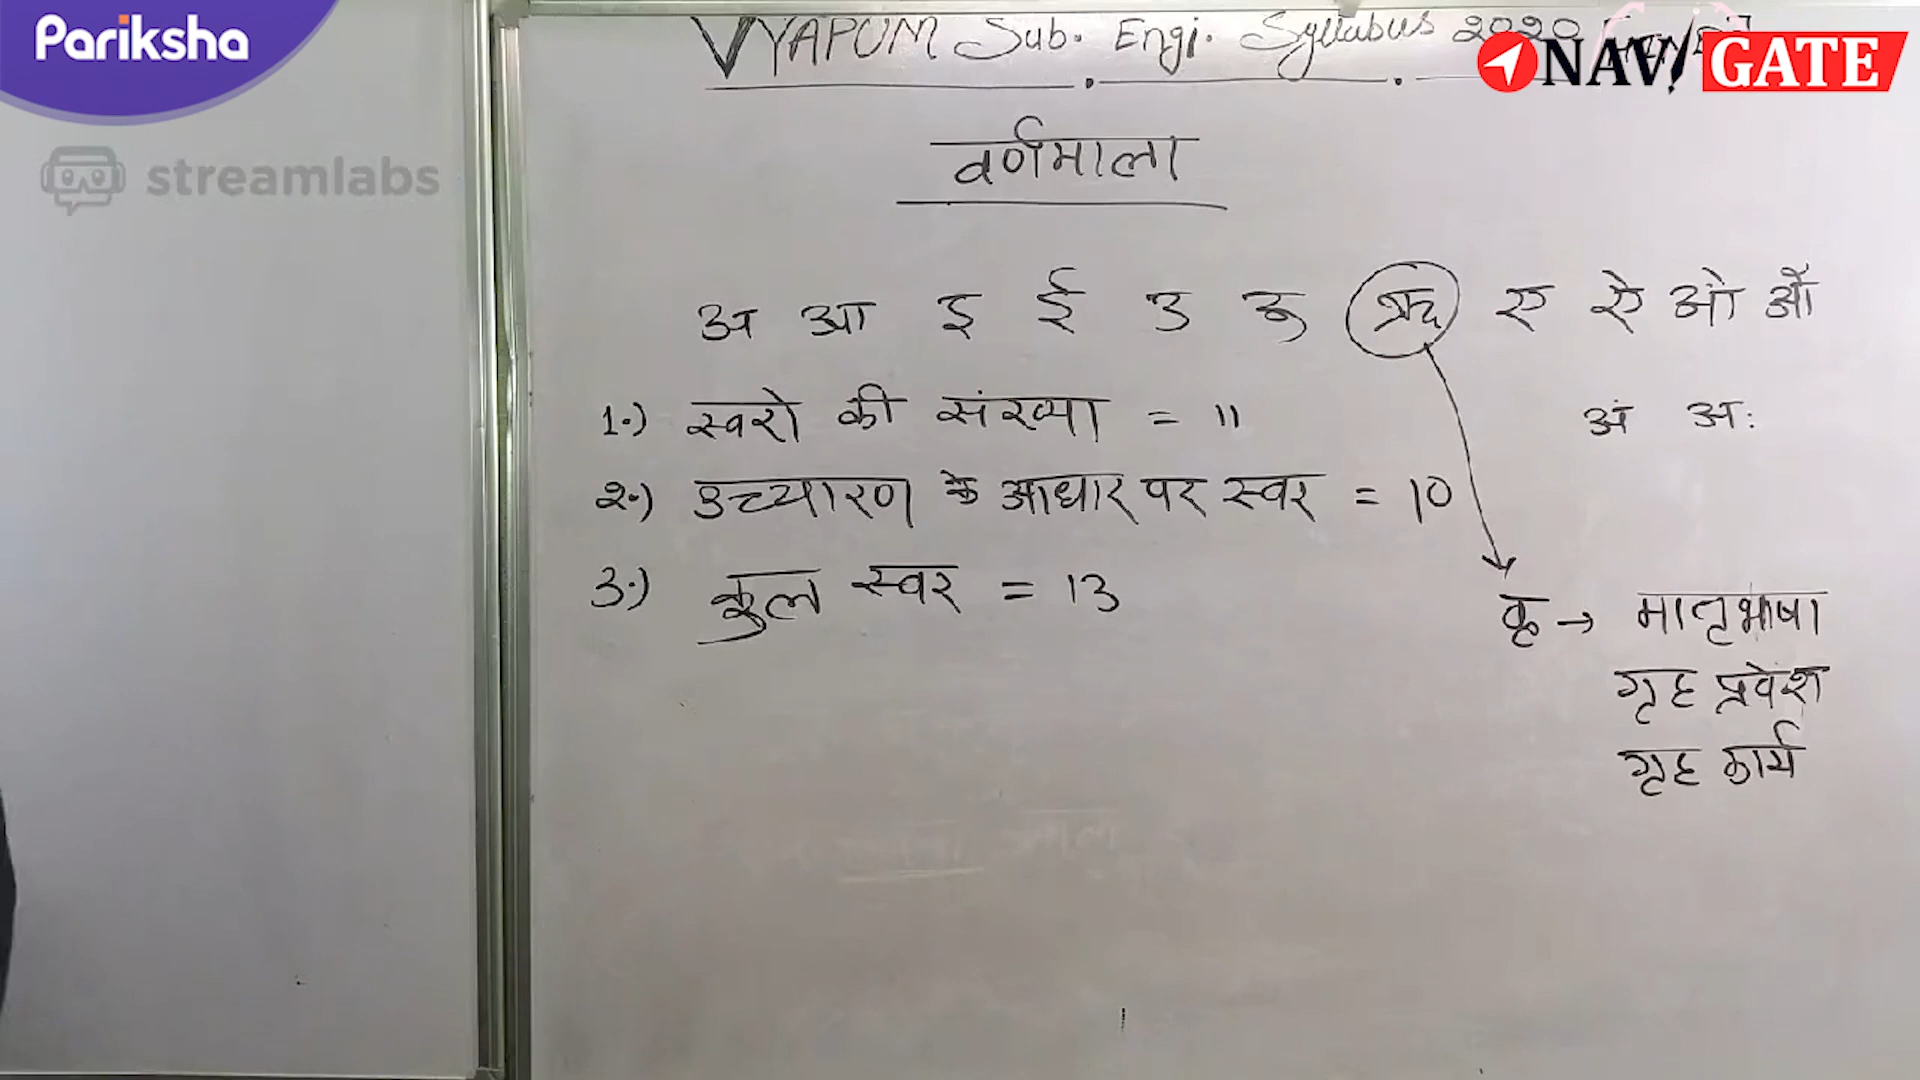 Pariksha
VYAPUM Sub. Engi. Syllabus 2020
NAV!GATE
streamlabs
वर्णमाला
अ आ इ ई उ ऊ ऋ ए ऐ ओ औ
1.) स्वरो की संख्या = 11
अं अः
2.) उच्चारण के आधार पर स्वर = 10
3.) कुल स्वर = 13
→ मातृभाषा
गृह प्रवेश
गृह कार्य